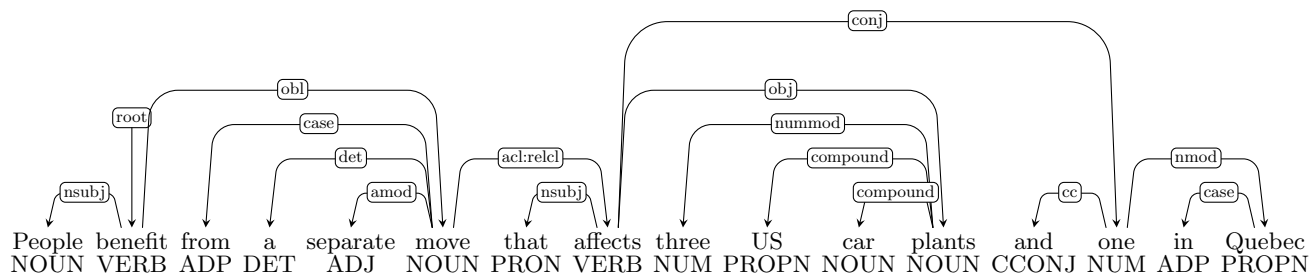 conj
obl obj
root
case nummod
det acl:relcl compound nmod
nsubj amod nsubj compound cc case
People benefit from a separate move that affects three US car plants and one in Quebec
NOUN VERB ADP DET ADJ NOUN PRON VERB NUM PROPN NOUN NOUN CCONJ NUM ADP PROPN